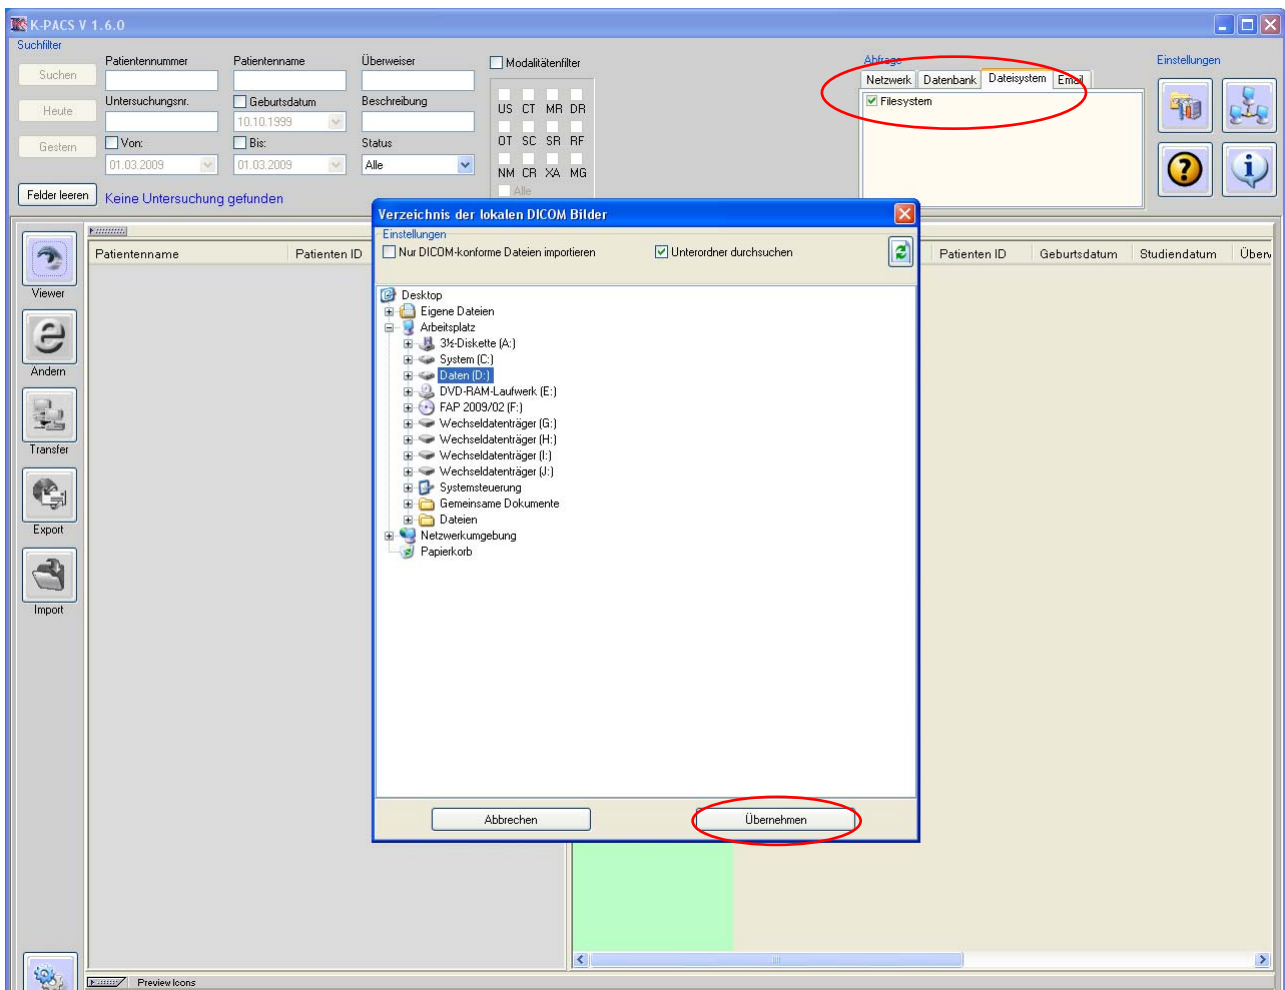 K-PACS V 1.6.0
Suchfilter
Suchen
Heute
Gestern
Felder leeren
Patientennummer
Patientenname
Überweiser
Untersuchungsnr.
Geburtsdatum
Beschreibung
10.10.1999
Von:
Bis:
Status
01.03.2009
01.03.2009
Alle
Keine Untersuchung gefunden
Modalitätenfilter
US CT MR DR
OT SC SR RF
NM CR XA MG
Alle
Abfrage
Netzwerk Datenbank Dateisystem Email
Filesystem
Einstellungen
Viewer
Ändern
Transfer
Export
Import
Patientenname Patienten ID
Patienten ID Geburtsdatum Studiendatum Überw
Verzeichnis der lokalen DICOM Bilder
Einstellungen
Nur DICOM-konforme Dateien importieren
Unterordner durchsuchen
Desktop
Eigene Dateien
Arbeitsplatz
3½-Diskette (A:)
System (C:)
Daten (D:)
DVD-RAM-Laufwerk (E:)
FAP 2009/02 (F:)
Wechseldatenträger (G:)
Wechseldatenträger (H:)
Wechseldatenträger (I:)
Wechseldatenträger (J:)
Systemsteuerung
Gemeinsame Dokumente
Dateien
Netzwerkumgebung
Papierkorb
Abbrechen
Übernehmen
Preview Icons